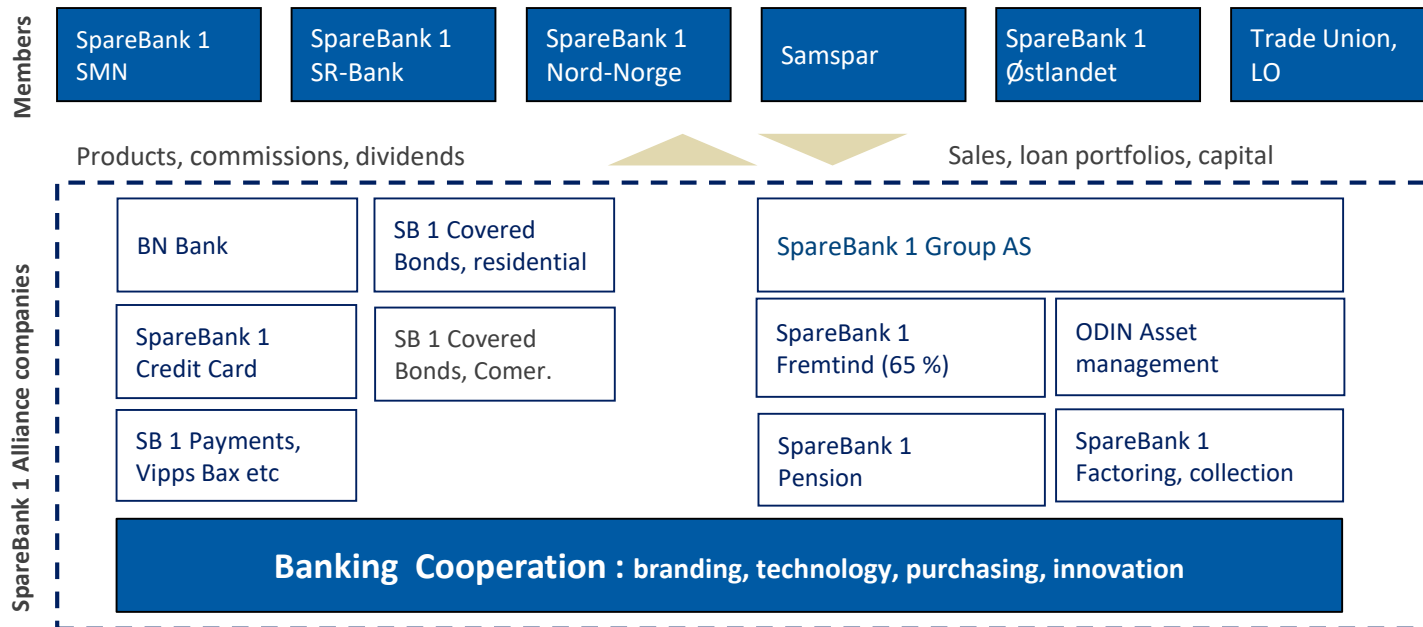 Members
SpareBank 1
SMN
SpareBank 1
SR-Bank
SpareBank 1
Nord-Norge
Samspar
SpareBank 1
Østlandet
Trade Union,
LO
Products, commissions, dividends
Sales, loan portfolios, capital
SpareBank 1 Alliance companies
BN Bank
SB 1 Covered
Bonds, residential
SpareBank 1 Group AS
SpareBank 1
Credit Card
SB 1 Covered
Bonds, Comer.
SpareBank 1
Fremtind (65 %)
ODIN Asset
management
SB 1 Payments,
Vipps Bax etc
SpareBank 1
Pension
SpareBank 1
Factoring, collection
Banking Cooperation : branding, technology, purchasing, innovation